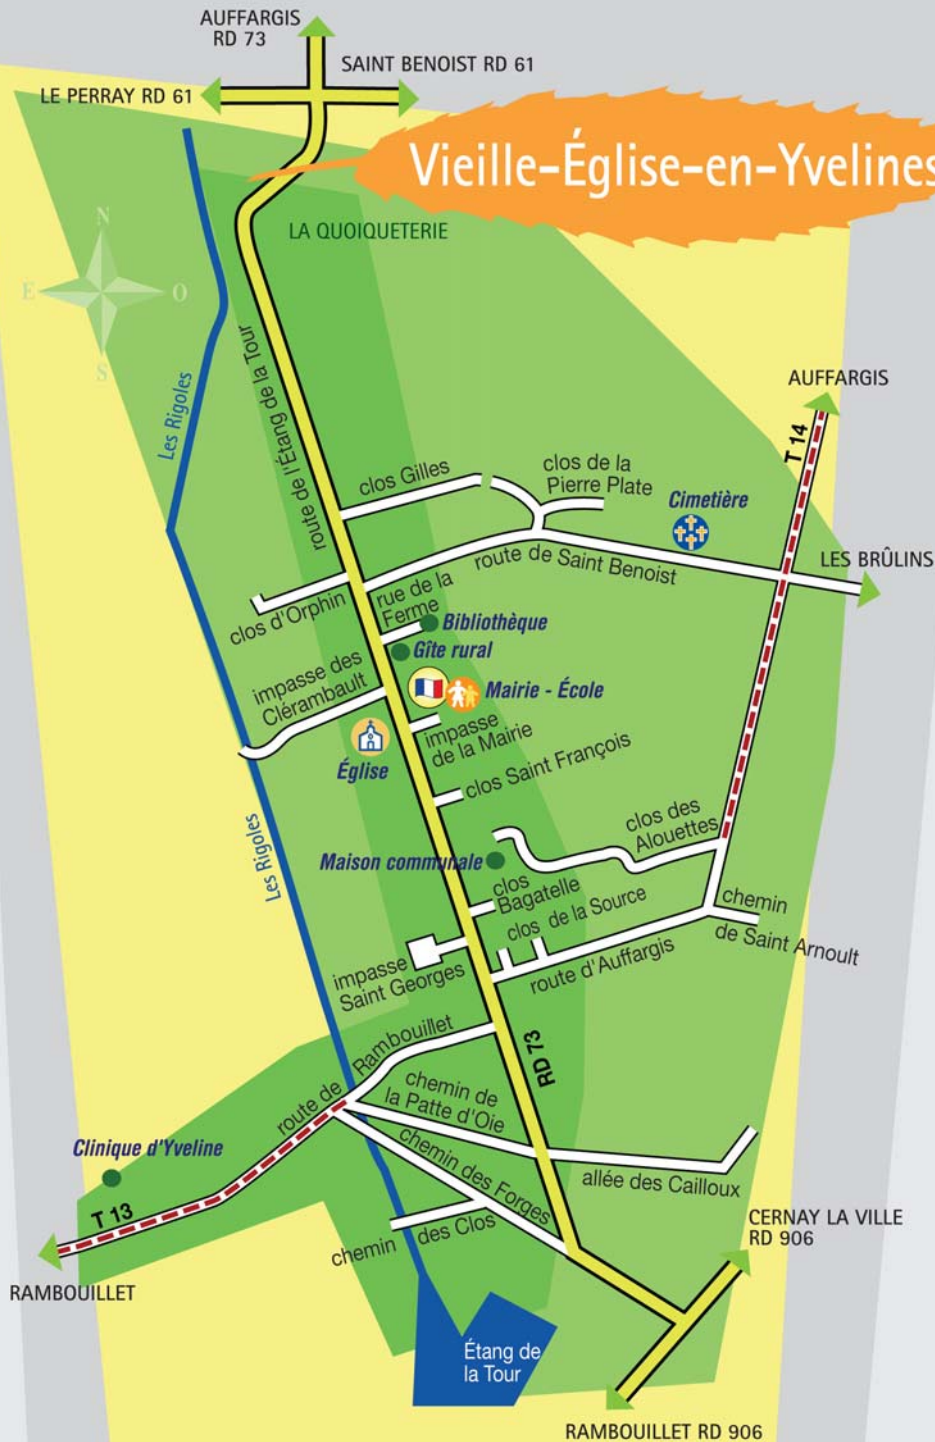 AUFFARGIS
RD 73
SAINT BENOIST RD 61
LE PERRAY RD 61
Vieille-Église-en-Yvelines
LA QUOIQUETERIE
N
E
O
S
Les Rigoles
route de l'Étang de la Tour
AUFFARGIS
T 14
clos Gilles
clos de la
Pierre Plate
Cimetière
route de Saint Benoist
LES BRÛLINS
clos d'Orphin
rue de la
Ferme
Bibliothèque
Gîte rural
impasse des
Clérambault
Mairie - École
impasse
de la Mairie
Église
clos Saint François
Les Rigoles
clos des
Alouettes
Maison communale
clos
Bagatelle
clos de la Source
chemin
de Saint Arnoult
impasse
Saint Georges
route d'Auffargis
route de Rambouillet
RD 73
chemin de
la Patte d'Oie
Clinique d'Yveline
chemin des Forges
allée des Cailloux
T 13
chemin des Clos
CERNAY LA VILLE
RD 906
RAMBOUILLET
Étang de
la Tour
RAMBOUILLET RD 906